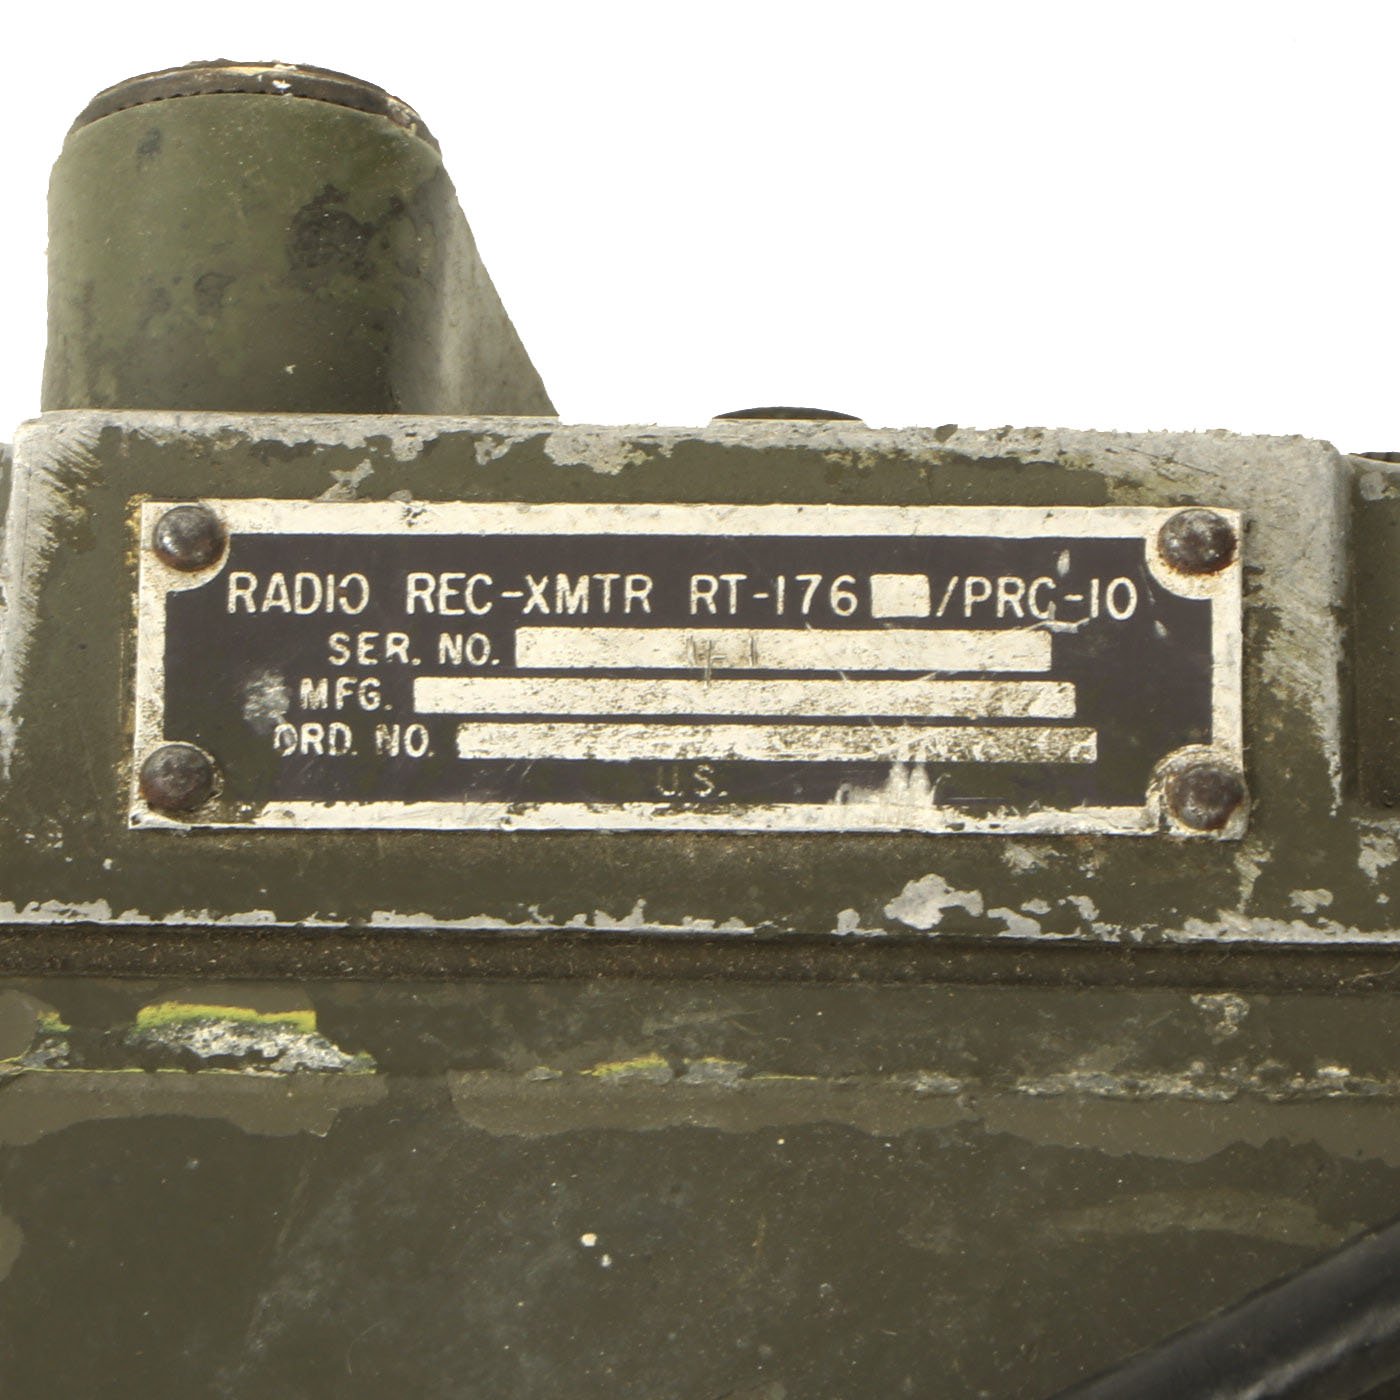 RADIO REC-XMTR RT-176 /PRC-10
SER. NO.
MFG.
ORD. NO.
U.S.